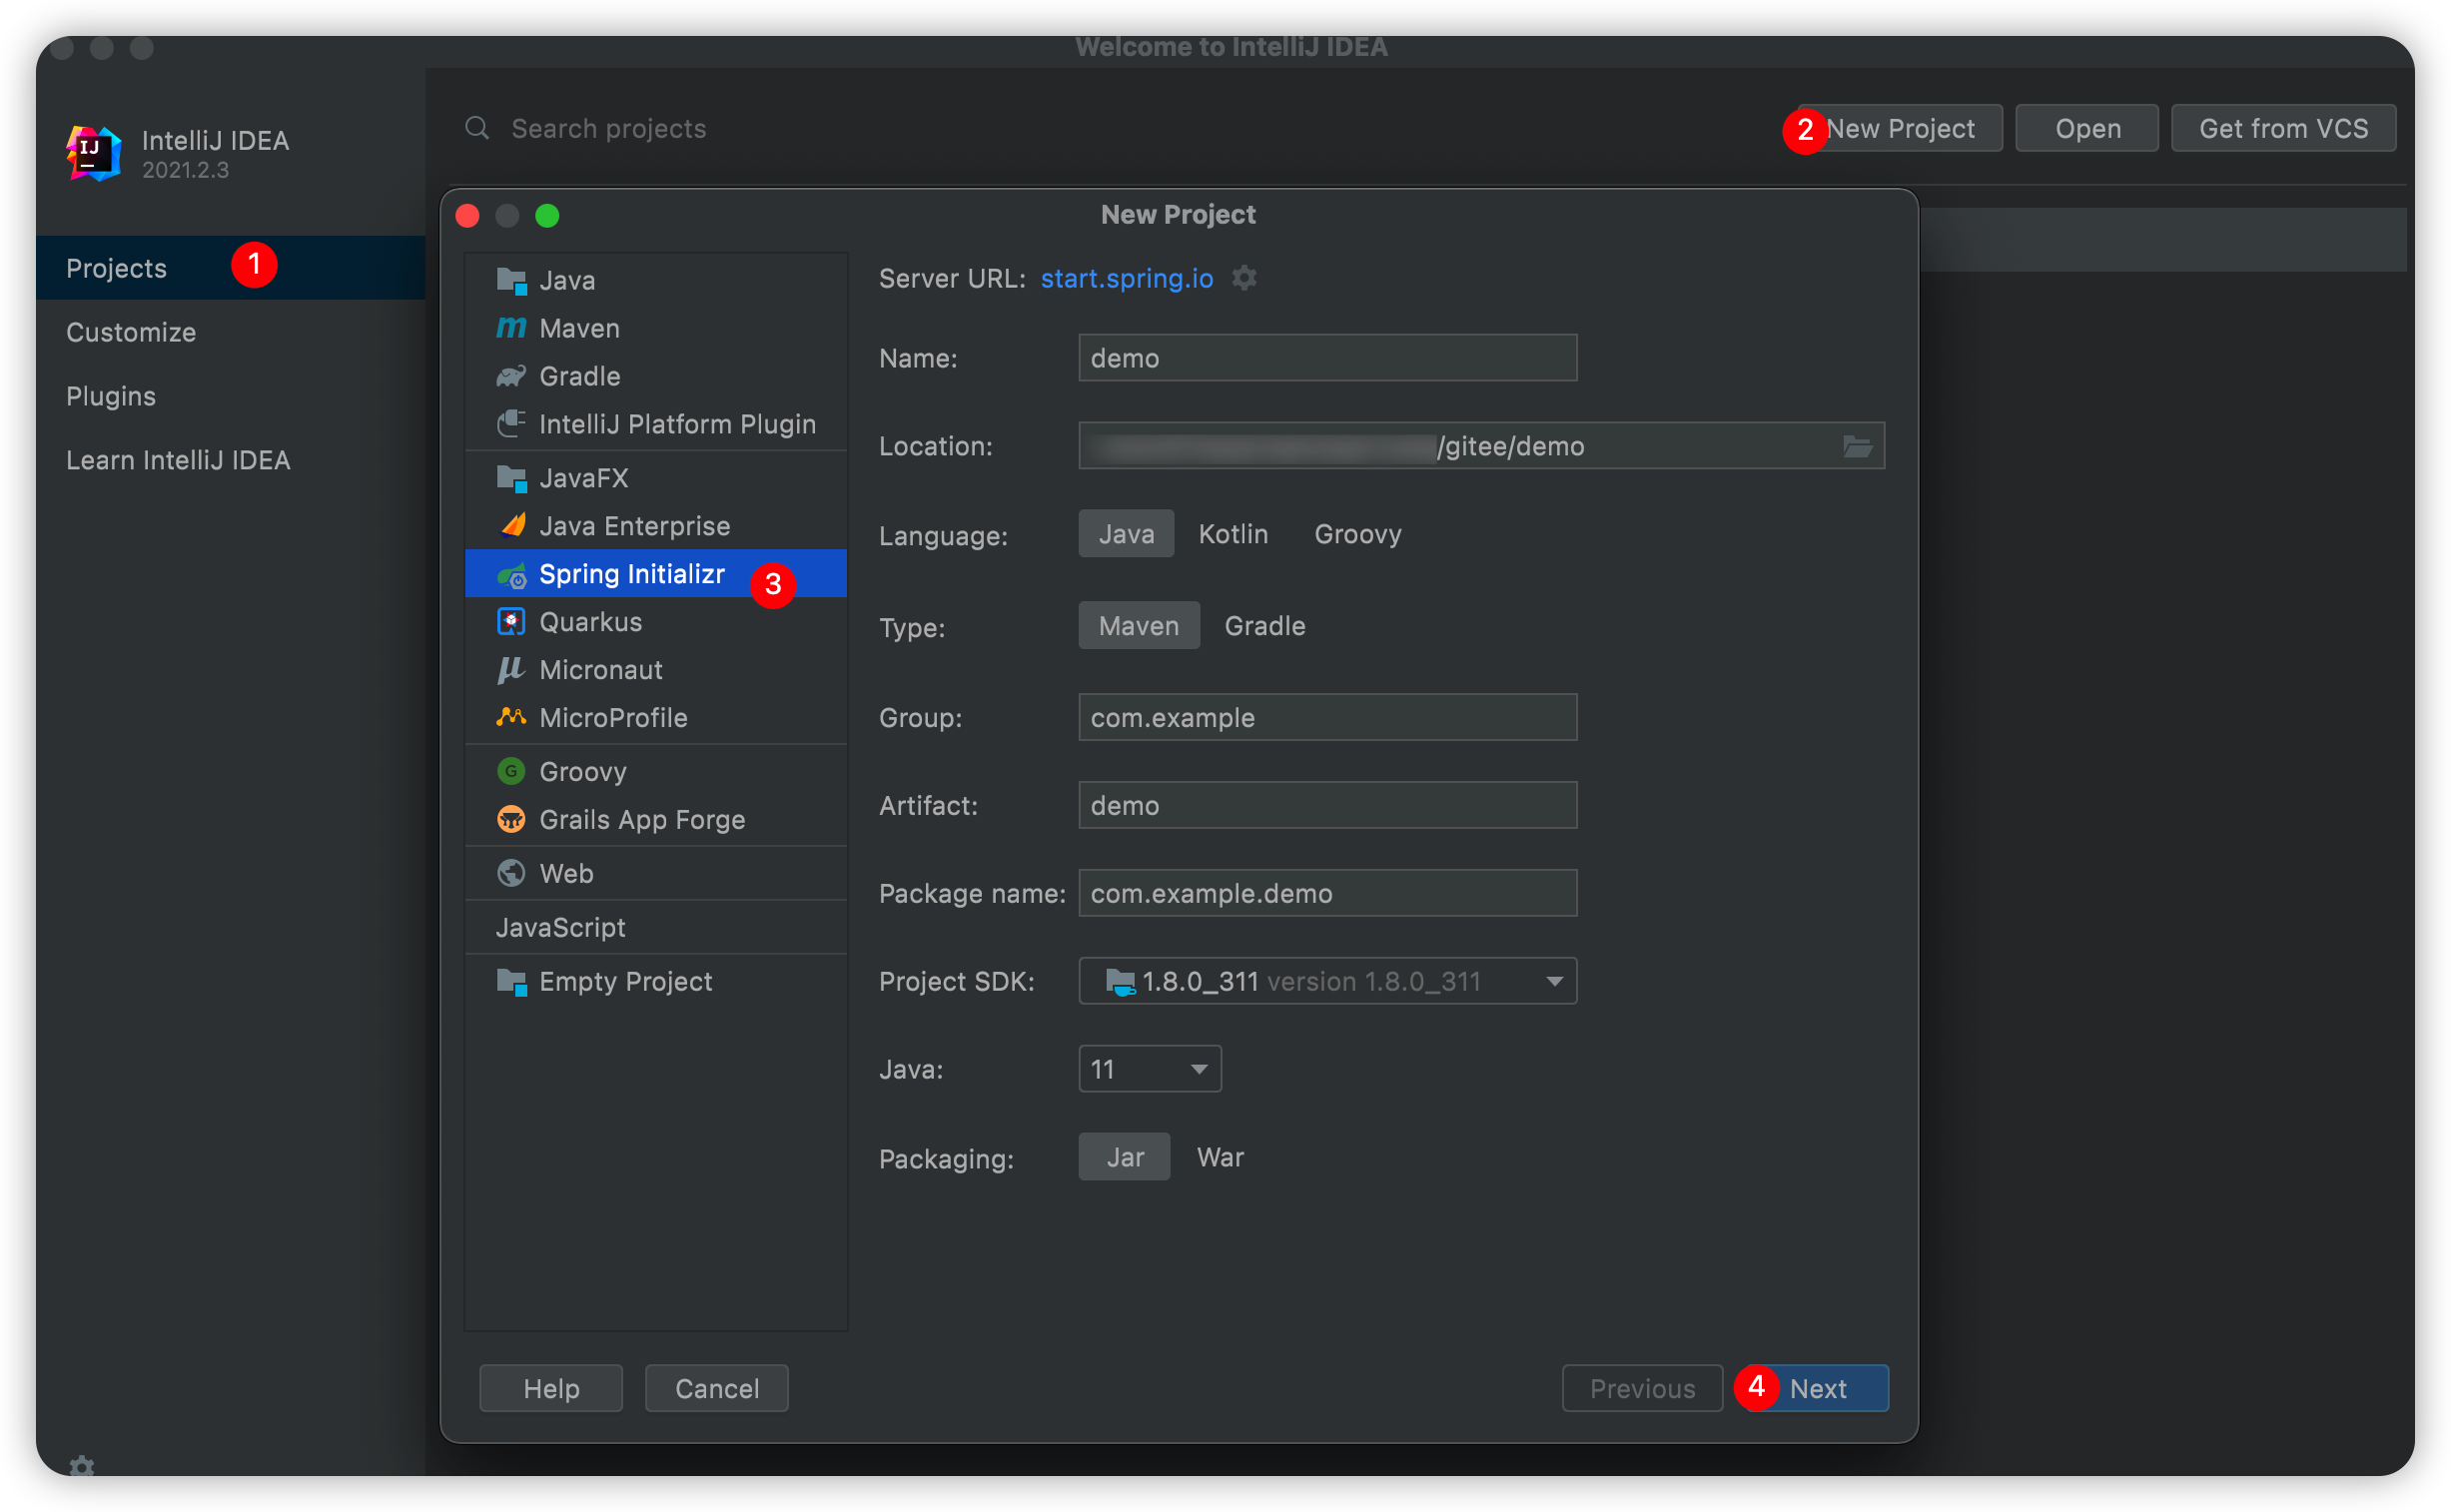 Welcome to IntelliJ IDEA
IJ
IntelliJ IDEA
2021.2.3
Search projects
2
New Project
Open
Get from VCS
Projects
1
Customize
Plugins
Learn IntelliJ IDEA
New Project
Java
Maven
Gradle
IntelliJ Platform Plugin
JavaFX
Java Enterprise
Spring Initializr
3
Quarkus
Micronaut
MicroProfile
G
Groovy
Grails App Forge
Web
JavaScript
Empty Project
Server URL: start.spring.io
Name: demo
Location: /gitee/demo
Language: Java Kotlin Groovy
Type: Maven Gradle
Group: com.example
Artifact: demo
Package name: com.example.demo
Project SDK: 1.8.0_311 version 1.8.0_311
Java: 11
Packaging: Jar War
Help
Cancel
Previous
4
Next